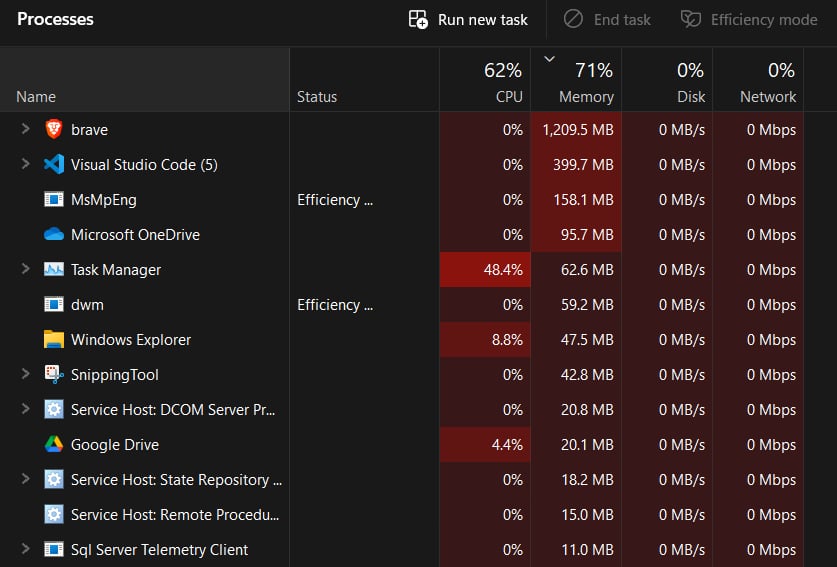 Processes Run new task End task Efficiency mode
62% 71% 0% 0%
Name Status CPU Memory Disk Network
brave 0% 1,209.5 MB 0 MB/s 0 Mbps
Visual Studio Code (5) 0% 399.7 MB 0 MB/s 0 Mbps
MsMpEng Efficiency ... 0% 158.1 MB 0 MB/s 0 Mbps
Microsoft OneDrive 0% 95.7 MB 0 MB/s 0 Mbps
Task Manager 48.4% 62.6 MB 0 MB/s 0 Mbps
dwm Efficiency ... 0% 59.2 MB 0 MB/s 0 Mbps
Windows Explorer 8.8% 47.5 MB 0 MB/s 0 Mbps
SnippingTool 0% 42.8 MB 0 MB/s 0 Mbps
Service Host: DCOM Server Pr... 0% 20.8 MB 0 MB/s 0 Mbps
Google Drive 4.4% 20.1 MB 0 MB/s 0 Mbps
Service Host: State Repository ... 0% 18.2 MB 0 MB/s 0 Mbps
Service Host: Remote Procedu... 0% 15.0 MB 0 MB/s 0 Mbps
Sql Server Telemetry Client 0% 11.0 MB 0 MB/s 0 Mbps